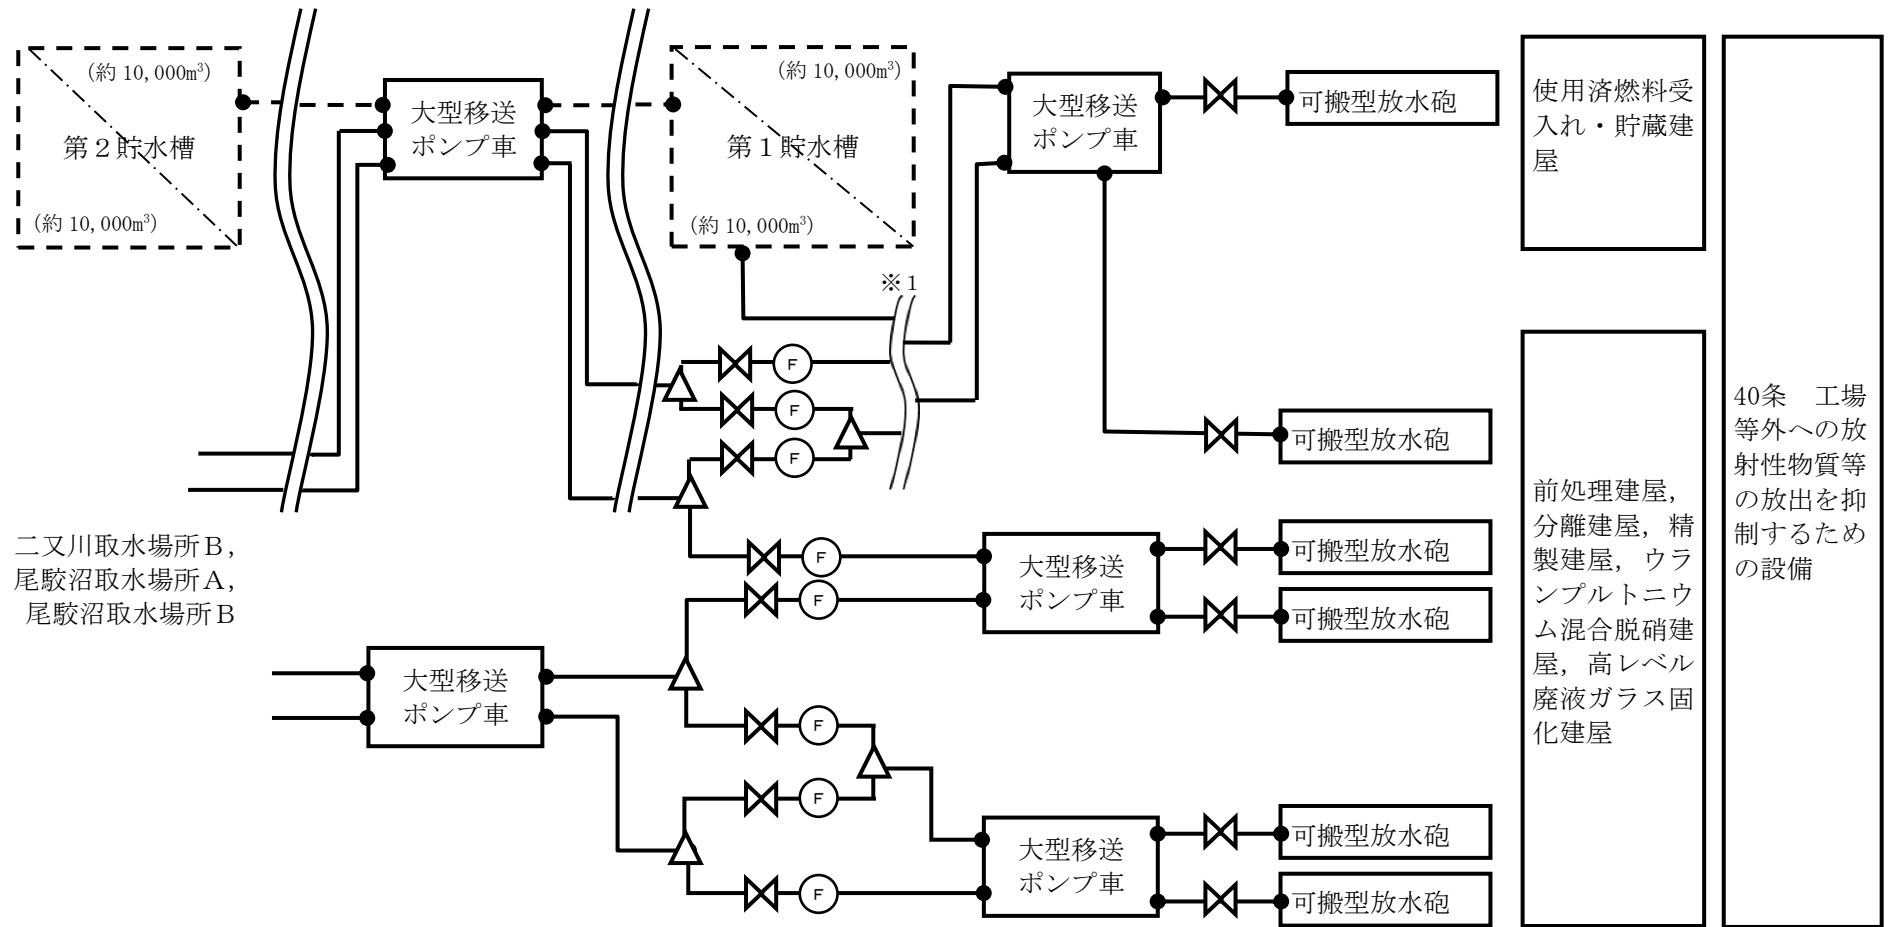 (約 10,000m³)
第２貯水槽
(約 10,000m³)
大型移送
ポンプ車
(約 10,000m³)
第１貯水槽
(約 10,000m³)
※1
大型移送
ポンプ車
可搬型放水砲
使用済燃料受
入れ・貯蔵建
屋
F
F
F
可搬型放水砲
二又川取水場所Ｂ，
尾駮沼取水場所Ａ，
尾駮沼取水場所Ｂ
F
F
大型移送
ポンプ車
可搬型放水砲
可搬型放水砲
大型移送
ポンプ車
F
F
F
大型移送
ポンプ車
可搬型放水砲
可搬型放水砲
前処理建屋，
分離建屋，精
製建屋，ウラ
ンプルトニウ
ム混合脱硝建
屋，高レベル
廃液ガラス固
化建屋
40条　工場
等外への放
射性物質等
の放出を抑
制するため
の設備